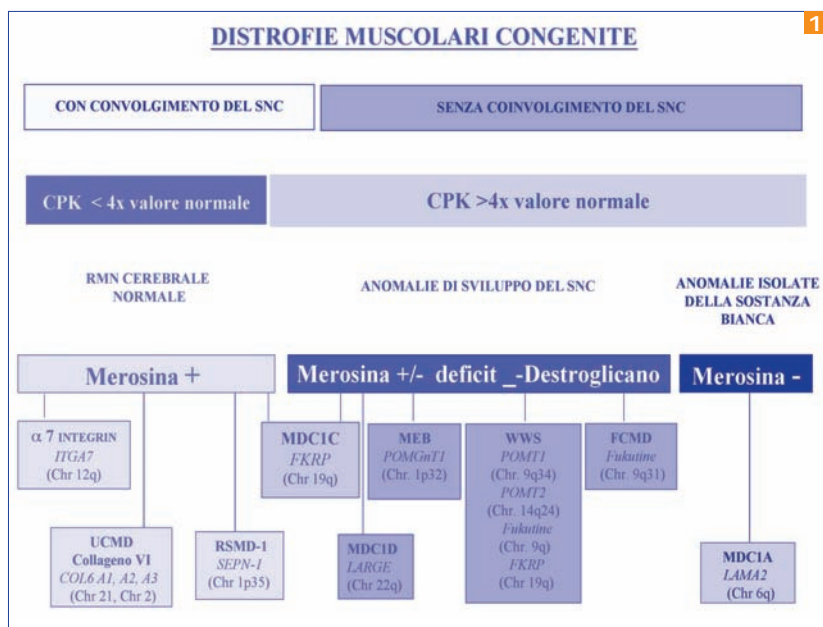 1
DISTROFIE MUSCOLARI CONGENITE
CON CONVOLGIMENTO DEL SNC
SENZA COINVOLGIMENTO DEL SNC
CPK < 4x valore normale
CPK >4x valore normale
RMN CEREBRALE
NORMALE
ANOMALIE DI SVILUPPO DEL SNC
ANOMALIE ISOLATE
DELLA SOSTANZA
BIANCA
Merosina +
Merosina +/- deficit _-Destroglicano
Merosina -
α 7 INTEGRIN
ITGA7
(Chr 12q)
MDC1C
FKRP
(Chr 19q)
MEB
POMGnT1
(Chr. 1p32)
WWS
POMT1
(Chr. 9q34)
POMT2
(Chr. 14q24)
Fukutine
(Chr. 9q)
FKRP
(Chr 19q)
FCMD
Fukutine
(Chr. 9q31)
UCMD
Collageno VI
COL6 A1, A2, A3
(Chr 21, Chr 2)
RSMD-1
SEPN-1
(Chr 1p35)
MDC1D
LARGE
(Chr 22q)
MDC1A
LAMA2
(Chr 6q)